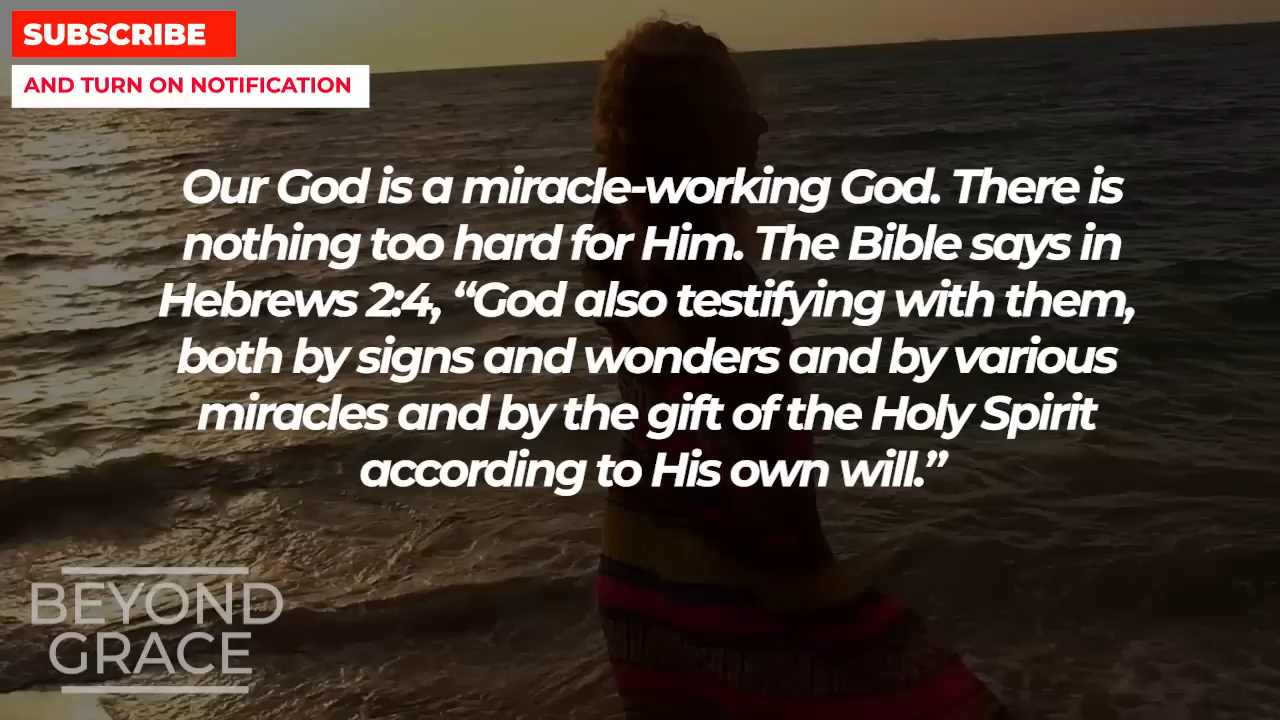 SUBSCRIBE
AND TURN ON NOTIFICATION
Our God is a miracle-working God. There is
nothing too hard for Him. The Bible says in
Hebrews 2:4, “God also testifying with them,
both by signs and wonders and by various
miracles and by the gift of the Holy Spirit
according to His own will.”
BEYOND
GRACE